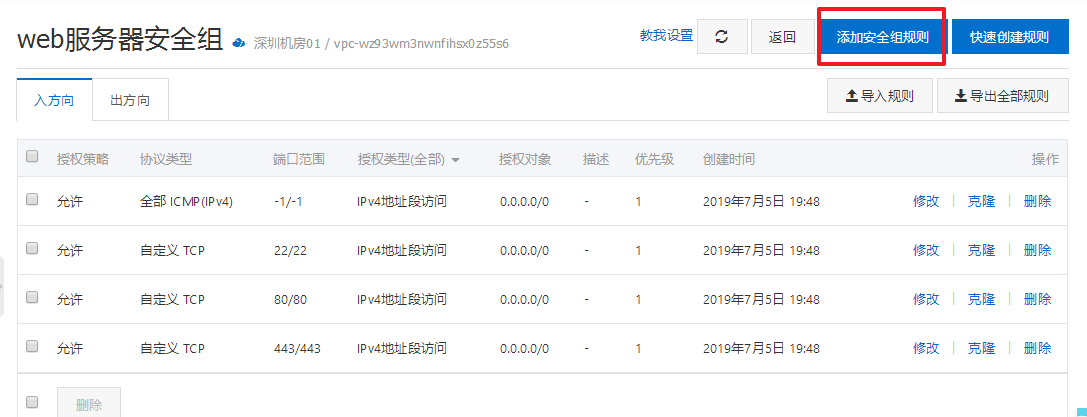 web服务器安全组 深圳机房01 / vpc-wz93wm3nwnfihsx0z55s6 教我设置 返回 添加安全组规则 快速创建规则
入方向 出方向 导入规则 导出全部规则
授权策略 协议类型 端口范围 授权类型(全部) 授权对象 描述 优先级 创建时间 操作
允许 全部 ICMP(IPv4) -1/-1 IPv4地址段访问 0.0.0.0/0 - 1 2019年7月5日 19:48 修改 | 克隆 | 删除
允许 自定义 TCP 22/22 IPv4地址段访问 0.0.0.0/0 - 1 2019年7月5日 19:48 修改 | 克隆 | 删除
允许 自定义 TCP 80/80 IPv4地址段访问 0.0.0.0/0 - 1 2019年7月5日 19:48 修改 | 克隆 | 删除
允许 自定义 TCP 443/443 IPv4地址段访问 0.0.0.0/0 - 1 2019年7月5日 19:48 修改 | 克隆 | 删除
删除